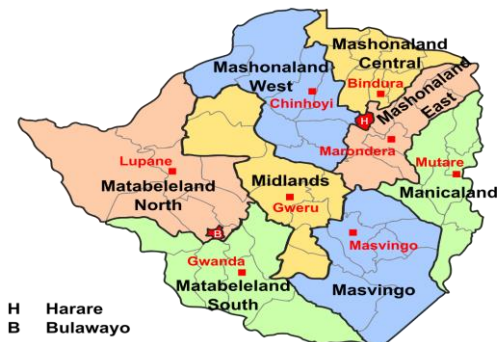 Mashonaland
Central
Bindura
Mashonaland
West
Chinhoyi
Mashonaland
East
H
Marondera
Lupane
Matabeleland
North
Midlands
Gweru
Mutare
Manicaland
B
Masvingo
Gwanda
Matabeleland
South
Masvingo
H Harare
B Bulawayo